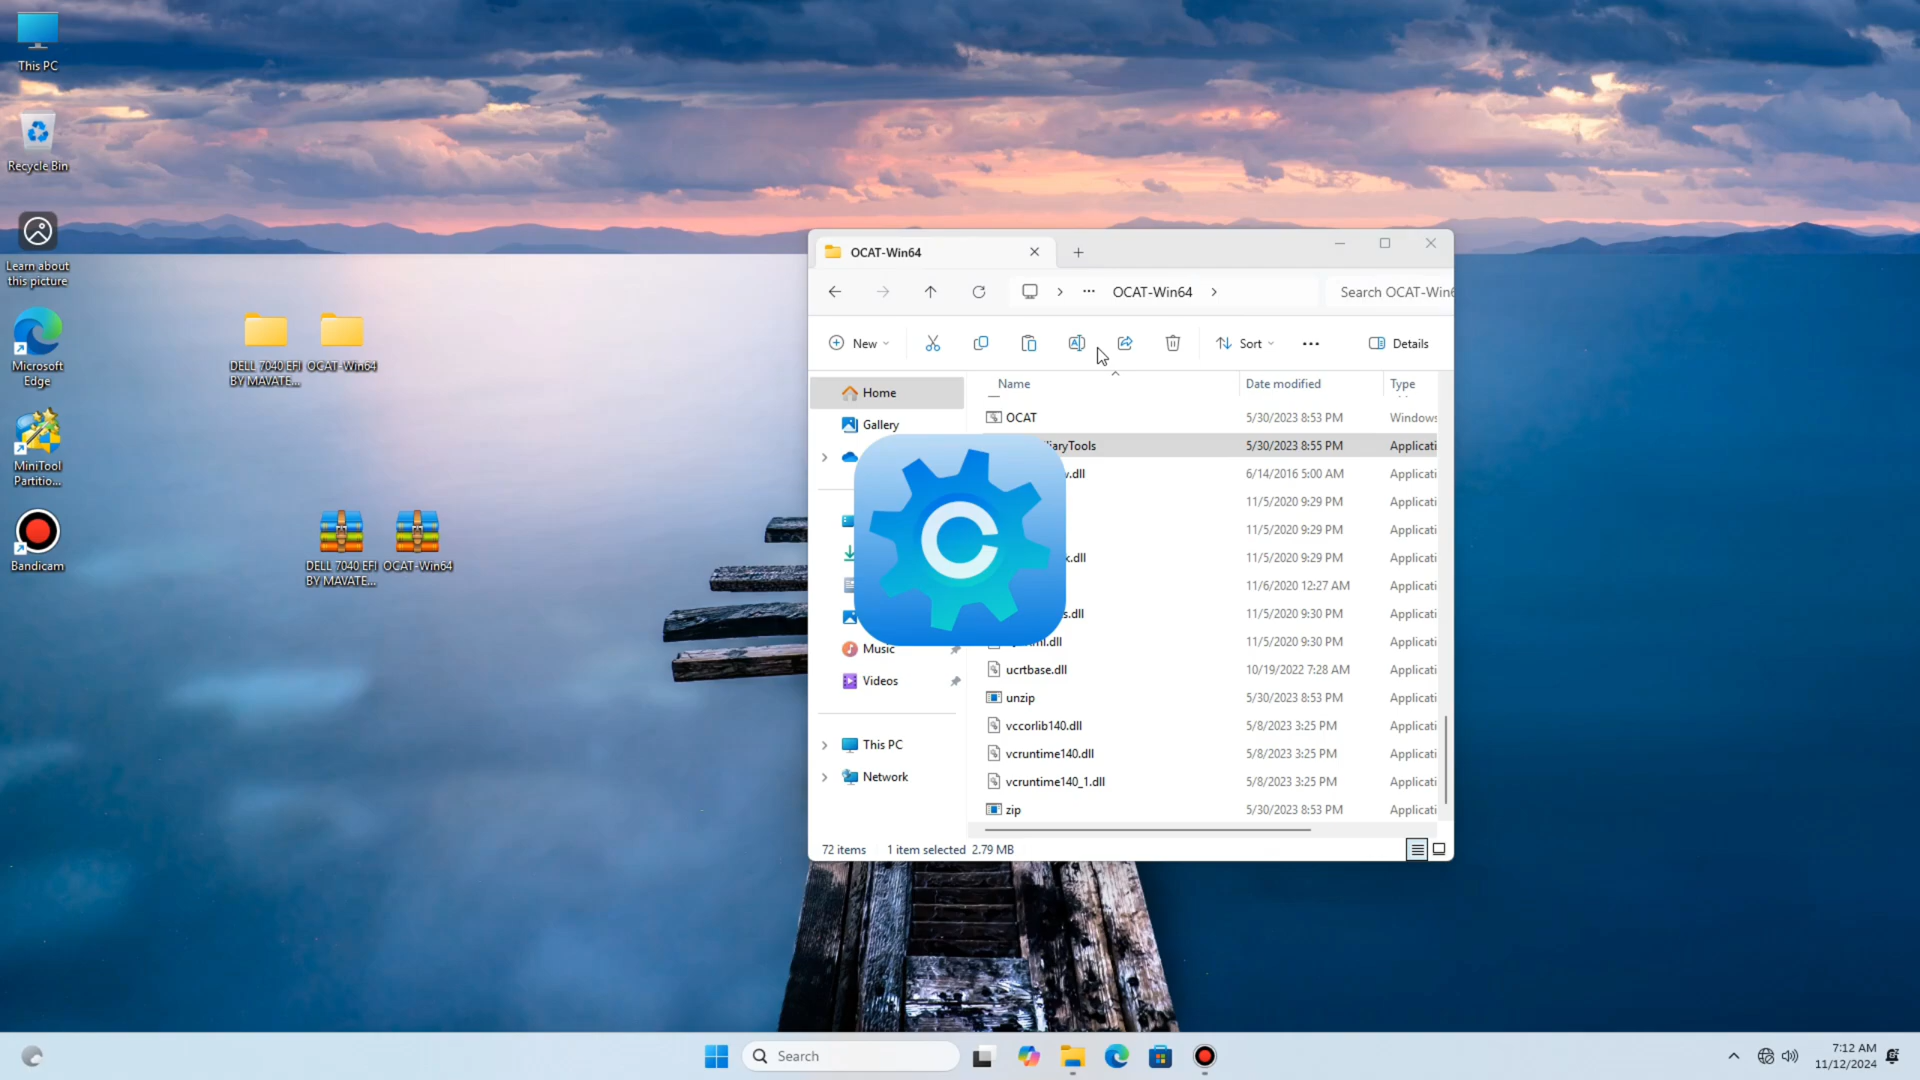 This PC
Recycle Bin
Learn about
this picture
Microsoft
Edge
MiniTool
Partitio...
Bandicam
DELL 7040 EFI
BY MAVATE...
OCAT-Win64
DELL 7040 EFI
BY MAVATE...
OCAT-Win64
OCAT-Win64
OCAT-Win64
Search OCAT-Win6
New
Sort
Details
Home
Gallery
Music
Videos
This PC
Network
Name Date modified Type
OCAT 5/30/2023 8:53 PM Windows
iaryTools 5/30/2023 8:55 PM Applicati
.dll 6/14/2016 5:00 AM Applicati
11/5/2020 9:29 PM Applicati
11/5/2020 9:29 PM Applicati
.dll 11/5/2020 9:29 PM Applicati
11/6/2020 12:27 AM Applicati
s.dll 11/5/2020 9:30 PM Applicati
ml.dll 11/5/2020 9:30 PM Applicati
ucrtbase.dll 10/19/2022 7:28 AM Applicati
unzip 5/30/2023 8:53 PM Applicati
vccorlib140.dll 5/8/2023 3:25 PM Applicati
vcruntime140.dll 5/8/2023 3:25 PM Applicati
vcruntime140_1.dll 5/8/2023 3:25 PM Applicati
zip 5/30/2023 8:53 PM Applicati
72 items 1 item selected 2.79 MB
Search
7:12 AM
11/12/2024